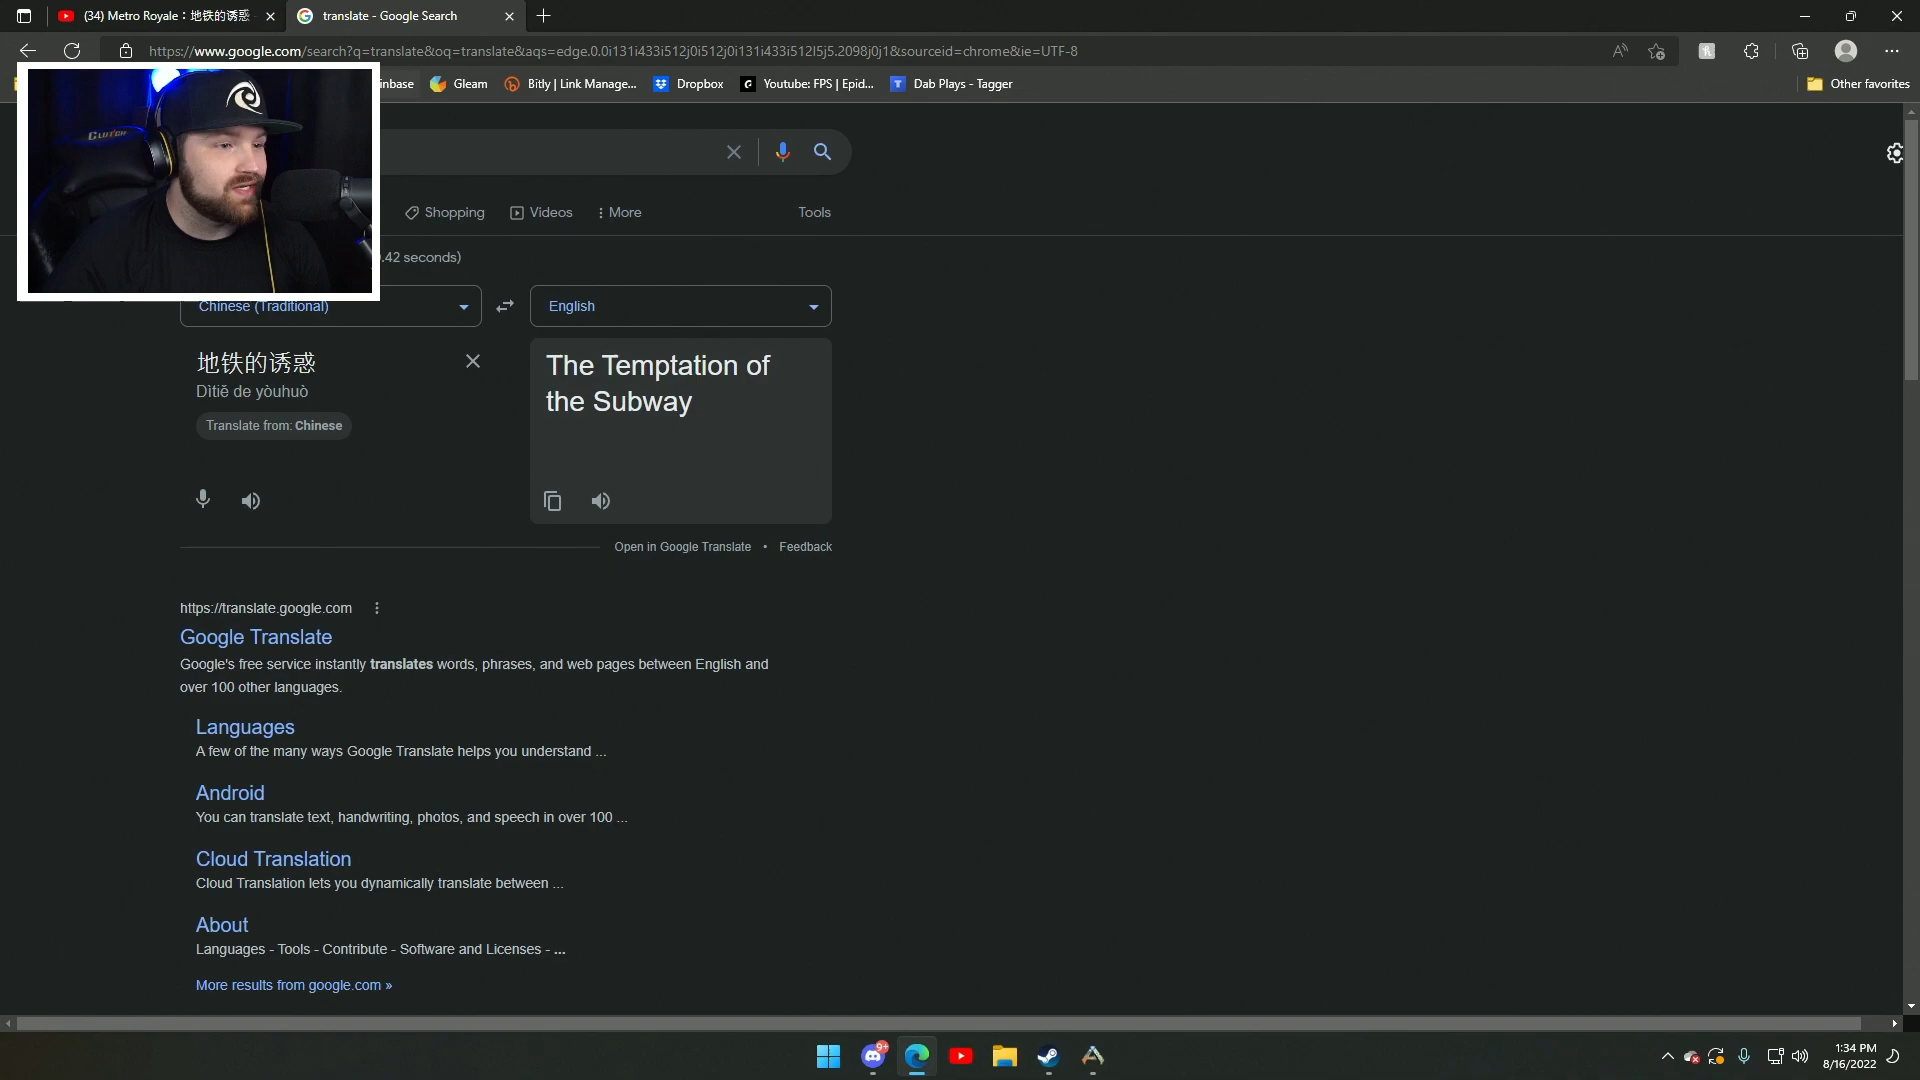 (34) Metro Royale：地铁的诱惑
translate - Google Search
https://www.google.com/search?q=translate&oq=translate&aqs=edge.0.0i131i433i512j0i512j0i131i433i512l5j5.2098j0j1&sourceid=chrome&ie=UTF-8
inbase
Gleam
Bitly | Link Manage...
Dropbox
Youtube: FPS | Epid...
Dab Plays - Tagger
Other favorites
CLUTCH
Shopping
Videos
More
Tools
.42 seconds)
Chinese (Traditional)
English
地铁的诱惑
Dìtiě de yòuhuò
Translate from: Chinese
The Temptation of
the Subway
Open in Google Translate • Feedback
https://translate.google.com
Google Translate
Google's free service instantly translates words, phrases, and web pages between English and
over 100 other languages.
Languages
A few of the many ways Google Translate helps you understand ...
Android
You can translate text, handwriting, photos, and speech in over 100 ...
Cloud Translation
Cloud Translation lets you dynamically translate between ...
About
Languages - Tools - Contribute - Software and Licenses - ...
More results from google.com »
9+
1:34 PM
8/16/2022